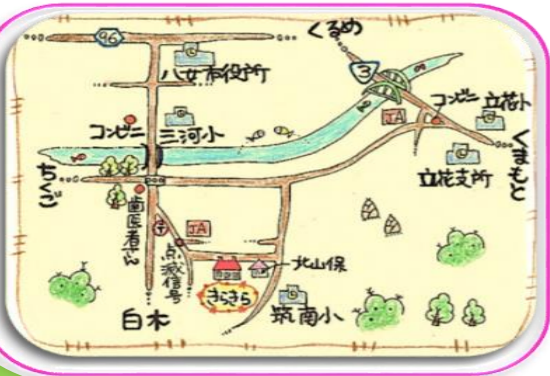 96
くるめ
八女市役所
3
コンビニ
立花小
コンビニ
三河小
JA
くまもと
ちくご
立花支所
歯医者さん
〒
JA
点滅信号
北山保
きらきら
筑南小
白木